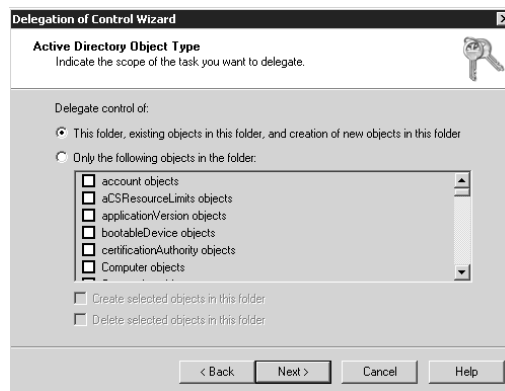 Delegation of Control Wizard
Active Directory Object Type
Indicate the scope of the task you want to delegate.
Delegate control of:
This folder, existing objects in this folder, and creation of new objects in this folder
Only the following objects in the folder:
account objects
aCSResourceLimits objects
applicationVersion objects
bootableDevice objects
certificationAuthority objects
Computer objects
Create selected objects in this folder
Delete selected objects in this folder
< Back Next > Cancel Help